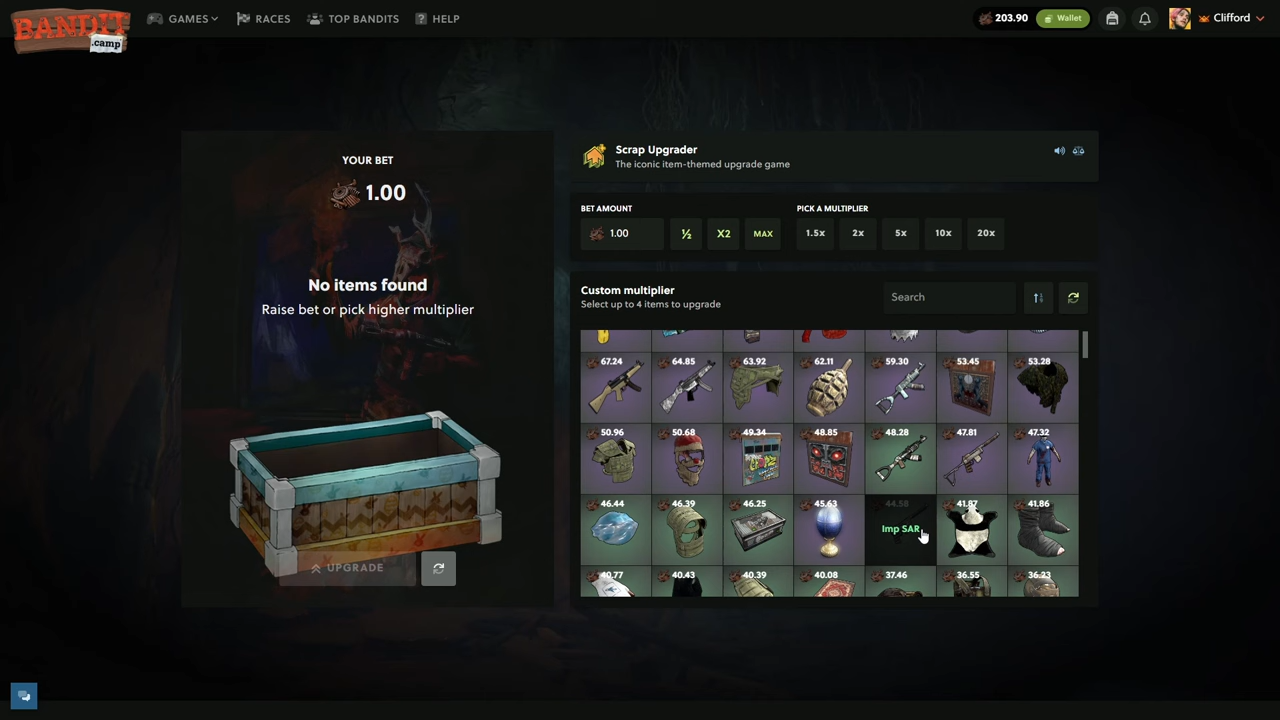 BANDIT
.camp
GAMES
RACES
TOP BANDITS
? HELP
203.90
Wallet
Clifford
YOUR BET
1.00
No items found
Raise bet or pick higher multiplier
UPGRADE
Scrap Upgrader
The iconic item-themed upgrade game
BET AMOUNT
1.00
½
X2
MAX
PICK A MULTIPLIER
1.5x
2x
5x
10x
20x
Custom multiplier
Select up to 4 items to upgrade
Search
67.24
64.85
63.92
62.11
59.30
53.45
53.28
50.96
50.68
49.34
48.85
48.28
47.81
47.32
46.44
46.39
46.25
45.63
44.58
Imp SAR
41.87
41.86
40.77
40.43
40.39
40.08
37.46
36.55
36.23